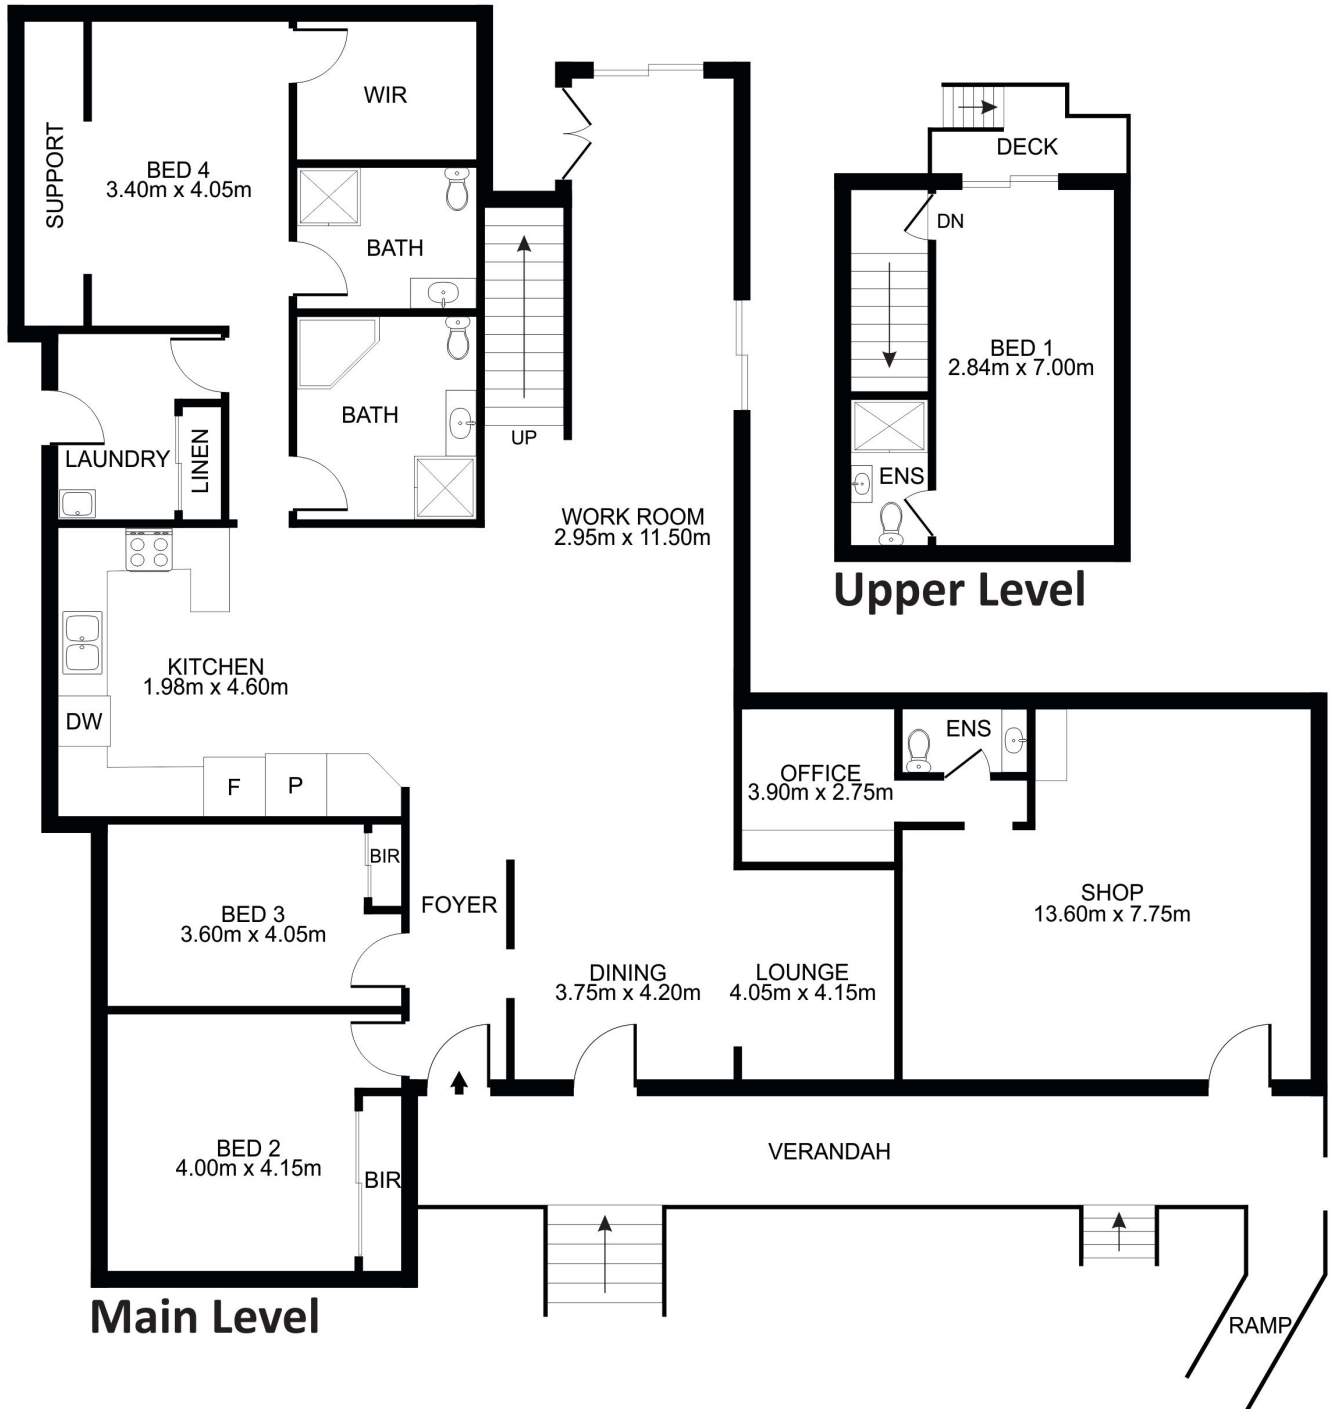 WIR
SUPPORT
BED 4
3.40m x 4.05m
BATH
DECK
DN
BED 1
2.84m x 7.00m
BATH
UP
LAUNDRY
LINEN
ENS
WORK ROOM
2.95m x 11.50m
Upper Level
KITCHEN
1.98m x 4.60m
DW
F
P
ENS
OFFICE
3.90m x 2.75m
BIR
BED 3
3.60m x 4.05m
FOYER
SHOP
13.60m x 7.75m
DINING
3.75m x 4.20m
LOUNGE
4.05m x 4.15m
BED 2
4.00m x 4.15m
BIR
VERANDAH
Main Level
RAMP